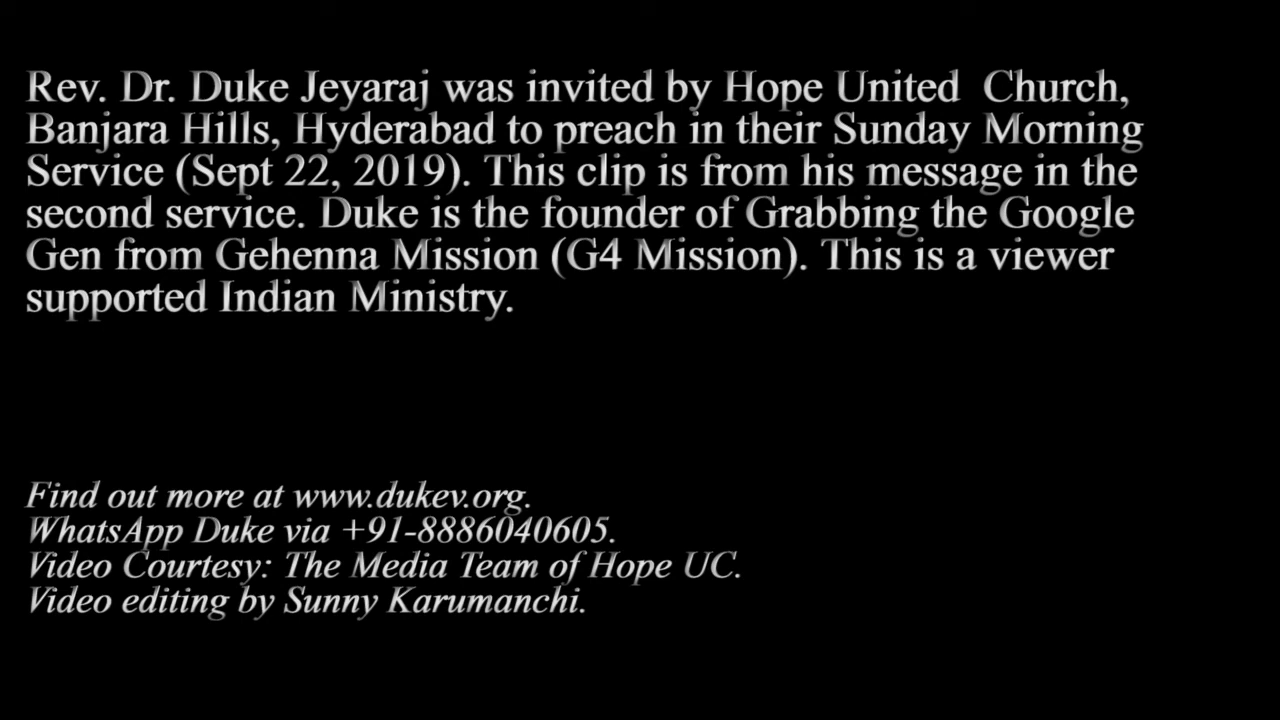 Rev. Dr. Duke Jeyaraj was invited by Hope United  Church,
Banjara Hills, Hyderabad to preach in their Sunday Morning
Service (Sept 22, 2019). This clip is from his message in the
second service. Duke is the founder of Grabbing the Google
Gen from Gehenna Mission (G4 Mission). This is a viewer
supported Indian Ministry.
Find out more at www.dukev.org.
WhatsApp Duke via +91-8886040605.
Video Courtesy: The Media Team of Hope UC.
Video editing by Sunny Karumanchi.